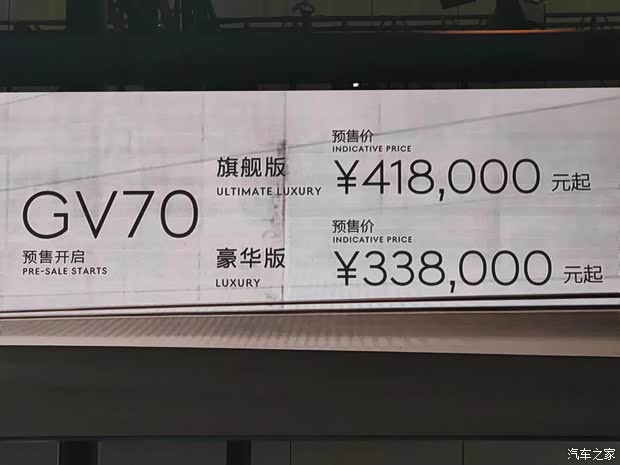 GV70
预售开启
PRE-SALE STARTS
旗舰版
ULTIMATE LUXURY
预售价
INDICATIVE PRICE
¥418,000 元起
豪华版
LUXURY
预售价
INDICATIVE PRICE
¥338,000 元起
汽车之家